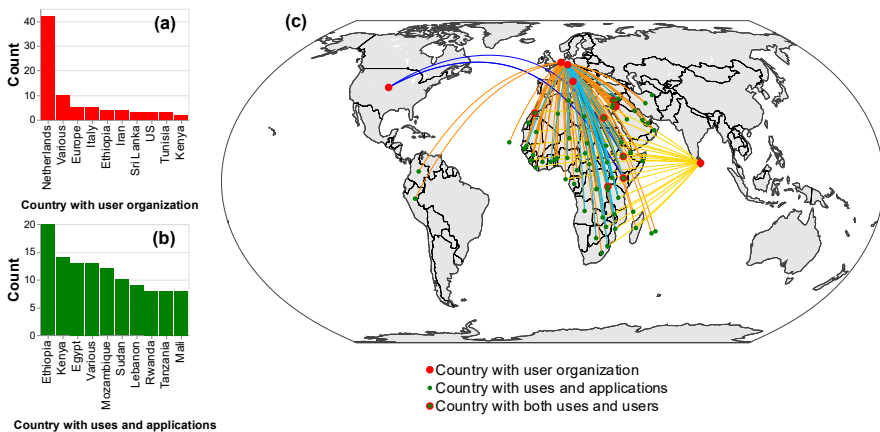 (a)
Count
40
30
20
10
0
Netherlands
Various
Europe
Italy
Ethiopia
Iran
Sri Lanka
US
Tunisia
Kenya
Country with user organization
(b)
Count
20
15
10
5
0
Ethiopia
Kenya
Egypt
Various
Mozambique
Sudan
Lebanon
Rwanda
Tanzania
Mali
Country with uses and applications
(c)
Country with user organization
Country with uses and applications
Country with both uses and users